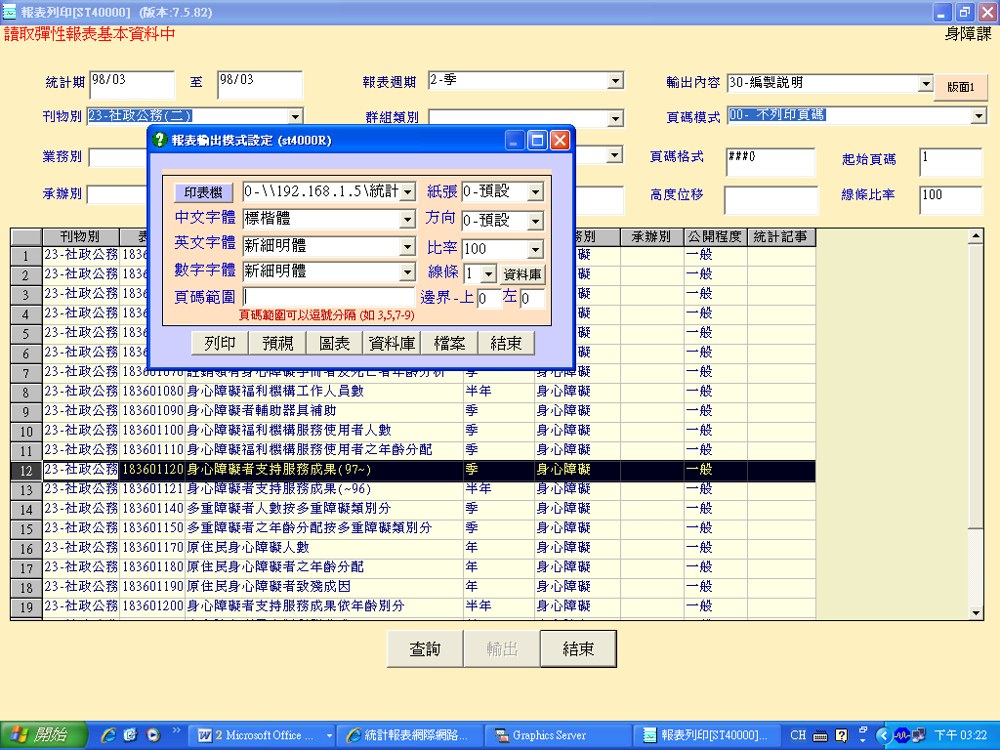 報表列印[ST40000] (版本:7.5.82)
讀取彈性報表基本資料中 身障課
統計期 98/03 至 98/03 報表週期 2-季 輸出內容 30-編製說明 版面1
刊物別 23-社政公務(二) 群組類別 頁碼模式 00- 不列印頁碼
業務別 頁碼格式 ###0 起始頁碼 1
承辦別 高度位移 線條比率 100
報表輸出模式設定 (st4000R)
印表機 0-\\192.168.1.5\統計 紙張 0-預設
中文字體 標楷體 方向 0-預設
英文字體 新細明體 比率 100
數字字體 新細明體 線條 1 資料庫
頁碼範圍 邊界-上 0 左 0
頁碼範圍可以逗號分隔 (如 3,5,7-9)
列印 預視 圖表 資料庫 檔案 結束
刊物別 表 別 承辦別 公開程度 統計記事
1 23-社政公務 1836 礙 一般
2 23-社政公務 1836 礙 一般
3 23-社政公務 1836 礙 一般
4 23-社政公務 1836 礙 一般
5 23-社政公務 1836 礙 一般
6 23-社政公務 1836 礙 一般
7 23-社政公務 183601070 註銷領有身心障礙手冊者及死亡者年齡分析 季 身心障礙 一般
8 23-社政公務 183601080 身心障礙福利機構工作人員數 半年 身心障礙 一般
9 23-社政公務 183601090 身心障礙者輔助器具補助 季 身心障礙 一般
10 23-社政公務 183601100 身心障礙福利機構服務使用者人數 季 身心障礙 一般
11 23-社政公務 183601110 身心障礙福利機構服務使用者之年齡分配 季 身心障礙 一般
12 23-社政公務 183601120 身心障礙者支持服務成果(97~) 季 身心障礙 一般
13 23-社政公務 183601121 身心障礙者支持服務成果(~96) 半年 身心障礙 一般
14 23-社政公務 183601140 多重障礙者人數按多重障礙類別分 季 身心障礙 一般
15 23-社政公務 183601150 多重障礙者之年齡分配按多重障礙類別分 季 身心障礙 一般
16 23-社政公務 183601170 原住民身心障礙人數 年 身心障礙 一般
17 23-社政公務 183601180 原住民身心障礙者之年齡分配 年 身心障礙 一般
18 23-社政公務 183601190 原住民身心障礙者致殘成因 年 身心障礙 一般
19 23-社政公務 183601200 身心障礙者支持服務成果依年齡別分 半年 身心障礙 一般
查詢 輸出 結束
開始 » 2 Microsoft Office ... 統計報表網際網路... Graphics Server 報表列印[ST40000]... CH 下午 03:22